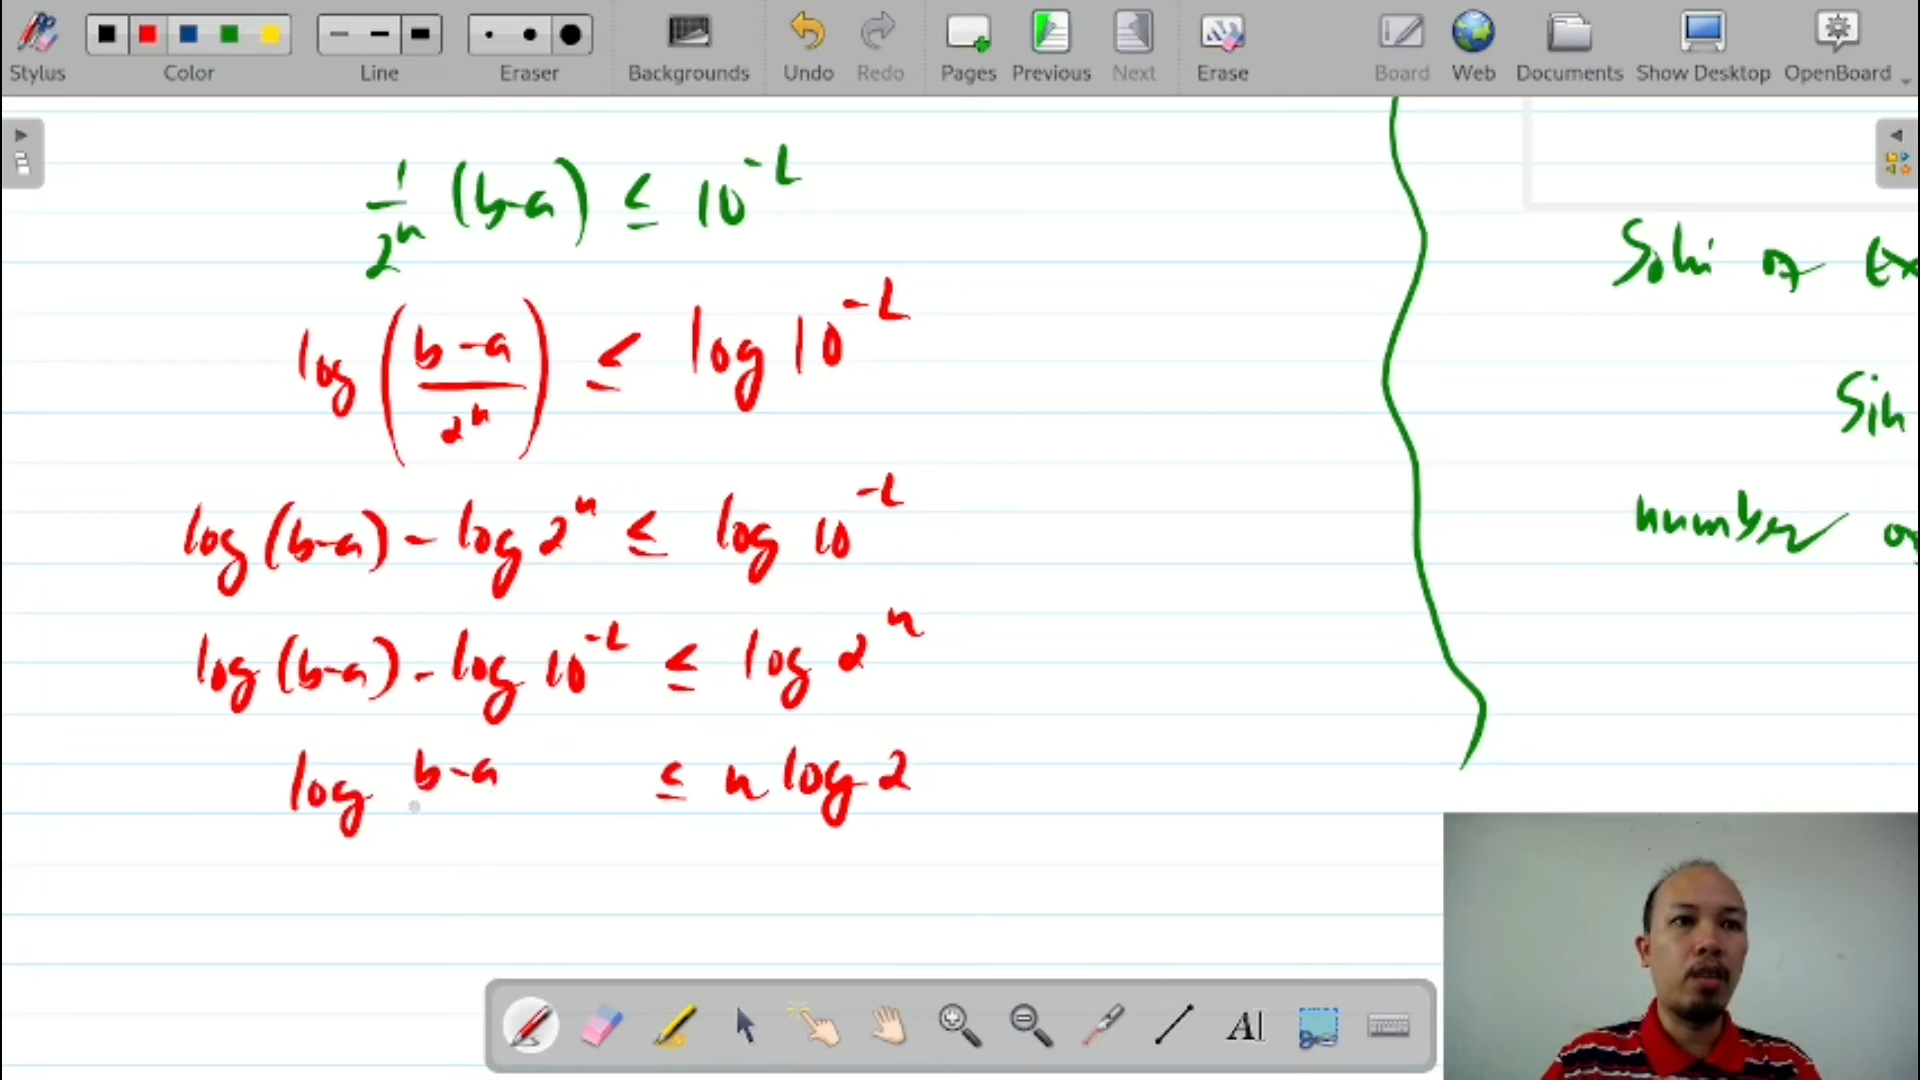 Stylus Color Line Eraser Backgrounds Undo Redo Pages Previous Next Erase Board Web Documents Show Desktop OpenBoard
1/2^n (b-a) ≤ 10^-L
log ( b-a / 2^n ) ≤ log 10^-L
log (b-a) - log 2^n ≤ log 10^-L
log (b-a) - log 10^-L ≤ log 2^n
log b-a ≤ n log 2
number
AI